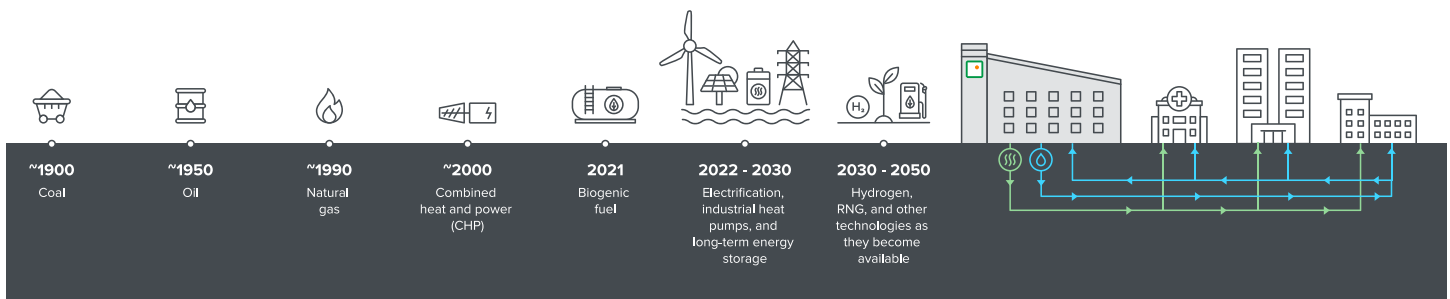 ~1900
Coal
~1950
Oil
~1990
Natural
gas
~2000
Combined
heat and power
(CHP)
2021
Biogenic
fuel
2022 - 2030
Electrification,
industrial heat
pumps, and
long-term energy
storage
H₂
2030 - 2050
Hydrogen,
RNG, and other
technologies as
they become
available